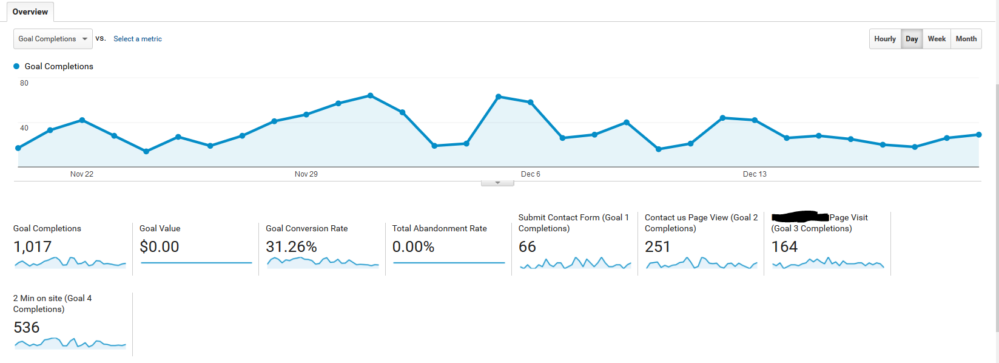 Overview
Goal Completions vs. Select a metric
Hourly Day Week Month
Goal Completions
80
40
Nov 22 Nov 29 Dec 6 Dec 13
Goal Completions
1,017
Goal Value
$0.00
Goal Conversion Rate
31.26%
Total Abandonment Rate
0.00%
Submit Contact Form (Goal 1
Completions)
66
Contact us Page View (Goal 2
Completions)
251
Page Visit
(Goal 3 Completions)
164
2 Min on site (Goal 4
Completions)
536